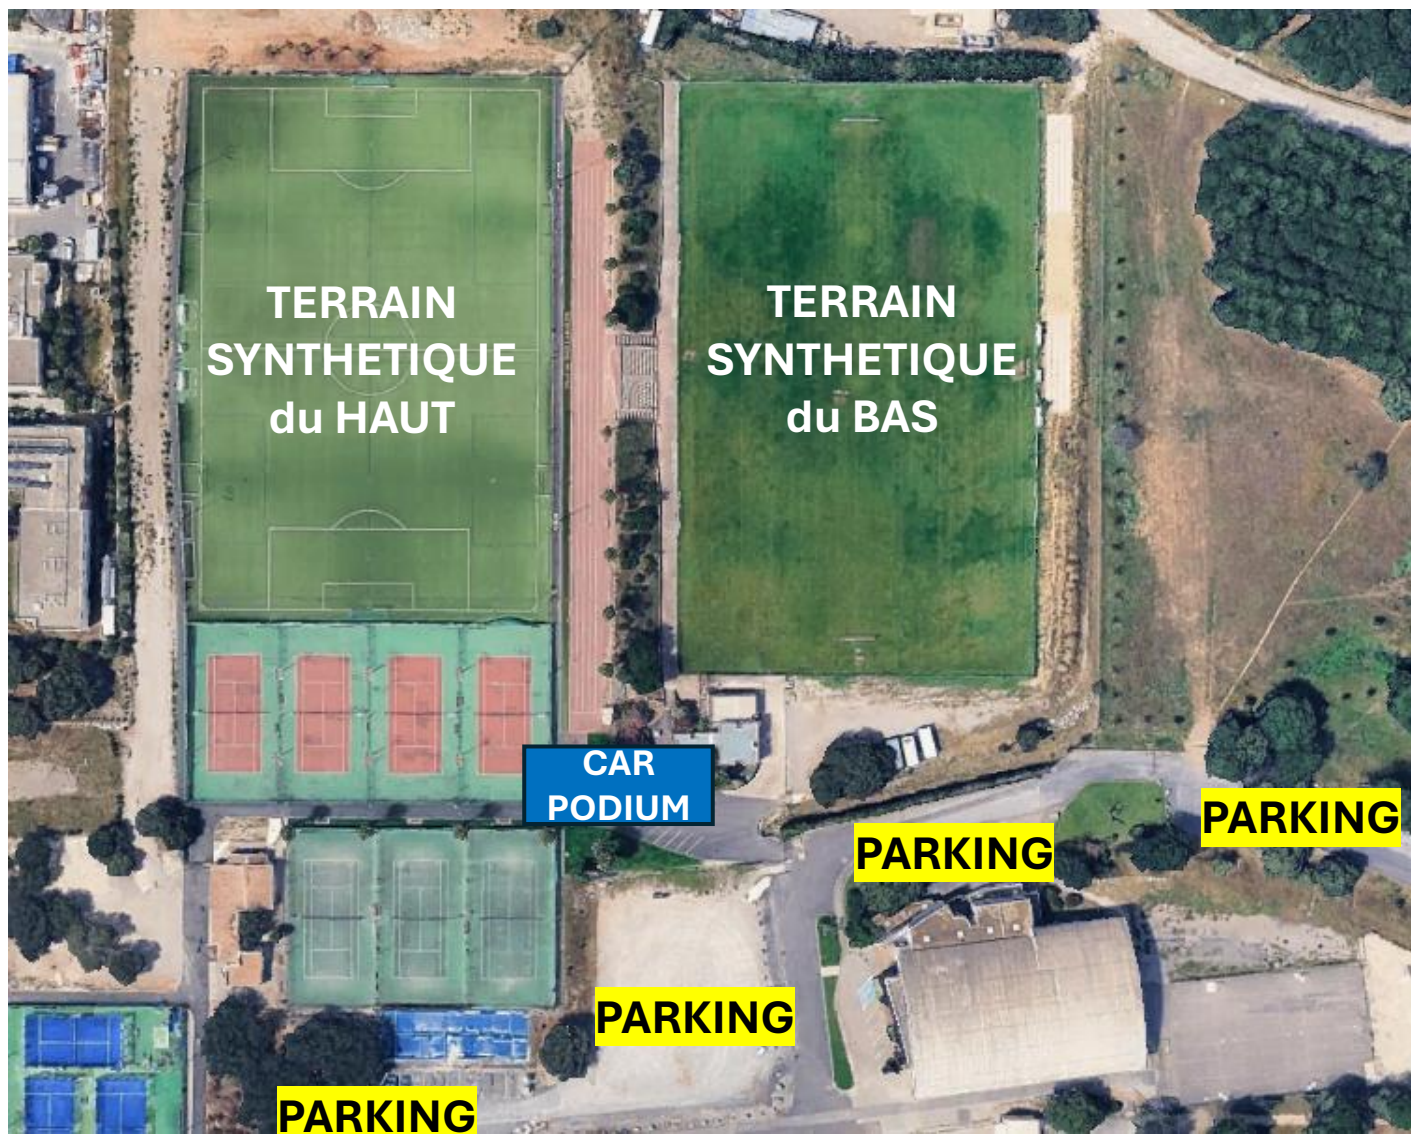 TERRAIN
SYNTHETIQUE
du HAUT
TERRAIN
SYNTHETIQUE
du BAS
CAR
PODIUM
PARKING
PARKING
PARKING
PARKING